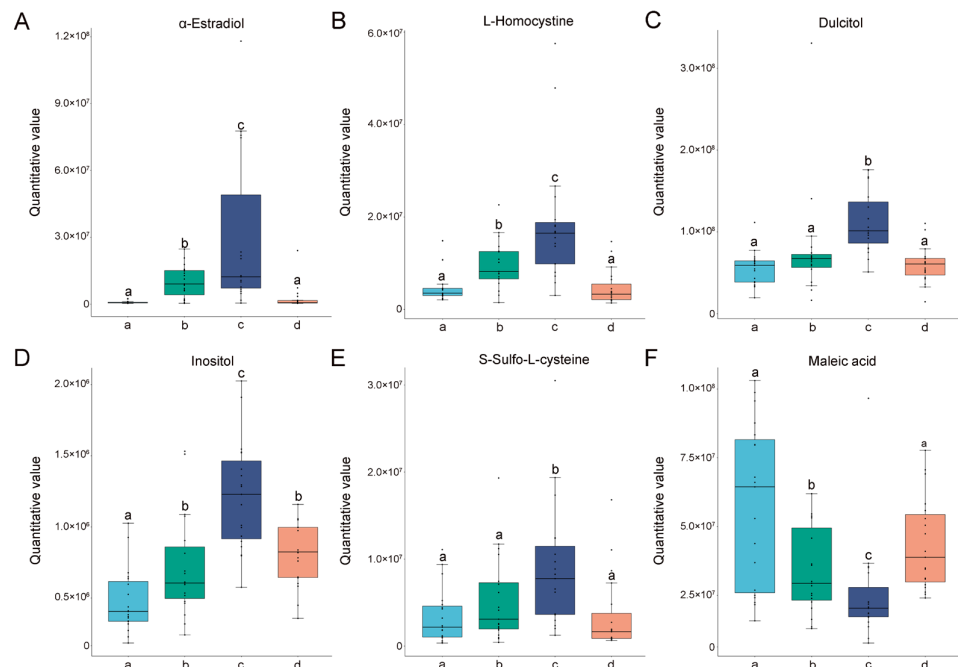 A
α-Estradiol
Quantitative value
1.2×10⁸
9.0×10⁷
6.0×10⁷
3.0×10⁷
0
a
b
c
a
a
b
c
d
B
L-Homocystine
Quantitative value
6.0×10⁷
4.0×10⁷
2.0×10⁷
0
a
b
c
a
a
b
c
d
C
Dulcitol
Quantitative value
3.0×10⁸
2.0×10⁸
1.0×10⁸
0
a
a
b
a
a
b
c
d
D
Inositol
Quantitative value
2.0×10⁶
1.5×10⁶
1.0×10⁶
0.5×10⁶
0
a
b
c
b
a
b
c
d
E
S-Sulfo-L-cysteine
Quantitative value
3.0×10⁷
2.0×10⁷
1.0×10⁷
0
a
a
b
a
a
b
c
d
F
Maleic acid
Quantitative value
1.0×10⁸
7.5×10⁷
5.0×10⁷
2.5×10⁷
0
a
b
c
a
a
b
c
d